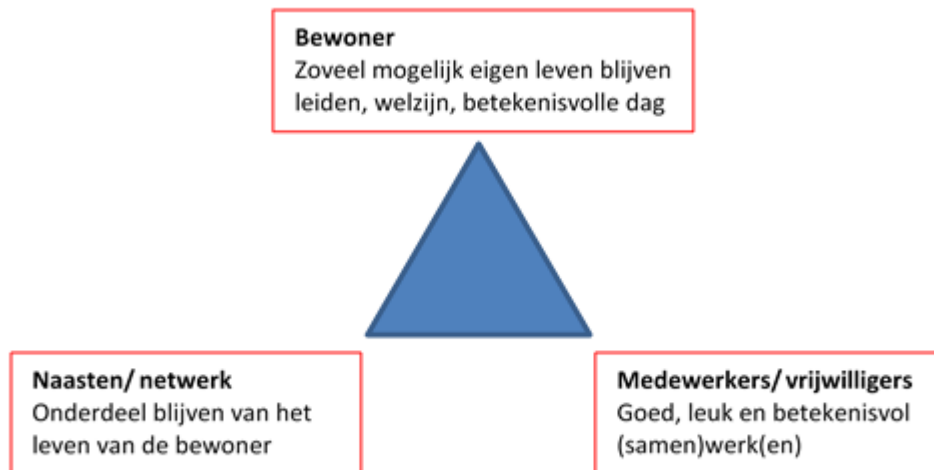 Bewoner
Zoveel mogelijk eigen leven blijven
leiden, welzijn, betekenisvolle dag
Naasten/ netwerk
Onderdeel blijven van het
leven van de bewoner
Medewerkers/ vrijwilligers
Goed, leuk en betekenisvol
(samen)werk(en)